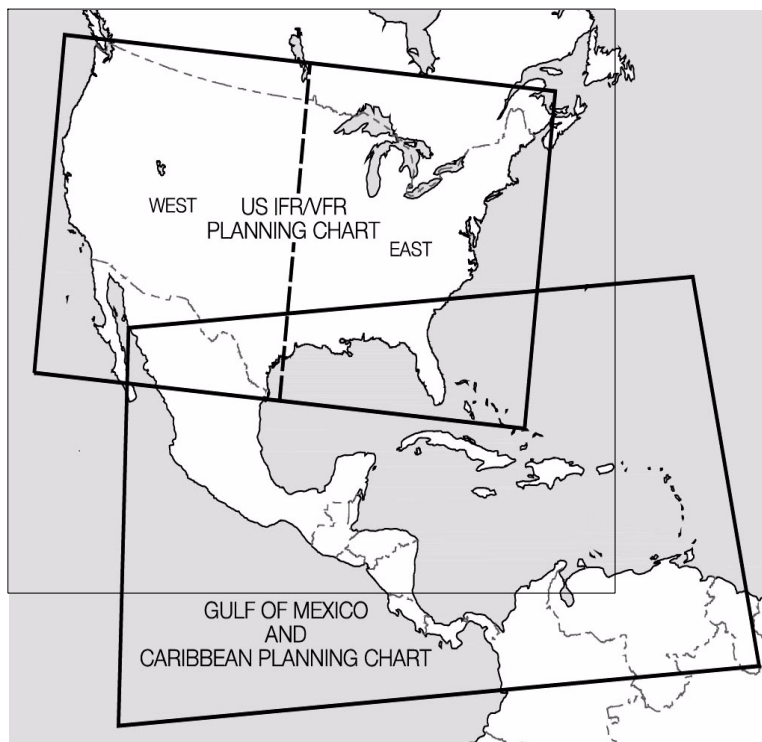 WEST
US IFR/VFR
PLANNING CHART
EAST
GULF OF MEXICO
AND
CARIBBEAN PLANNING CHART